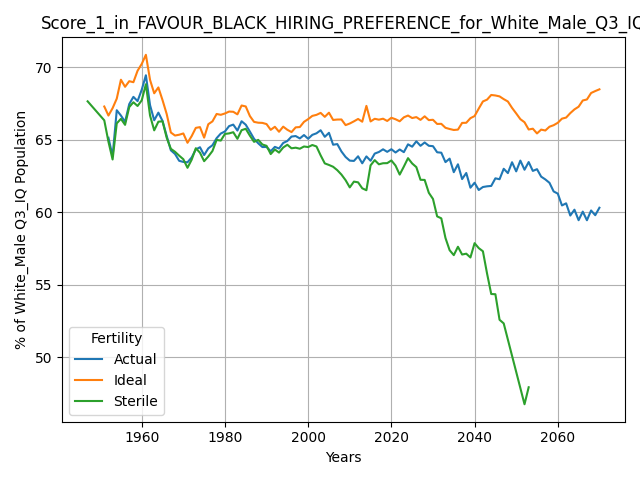 Score_1_in_FAVOUR_BLACK_HIRING_PREFERENCE_for_White_Male_Q3_IQ
% of White_Male Q3_IQ Population
70
65
60
55
50
Fertility
Actual
Ideal
Sterile
1960 1980 2000 2020 2040 2060
Years